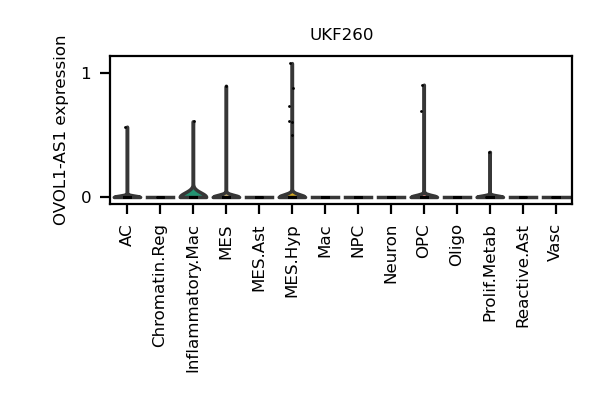 UKF260
OVOL1-AS1 expression
1
0
AC
Chromatin.Reg
Inflammatory.Mac
MES
MES.Ast
MES.Hyp
Mac
NPC
Neuron
OPC
Oligo
Prolif.Metab
Reactive.Ast
Vasc